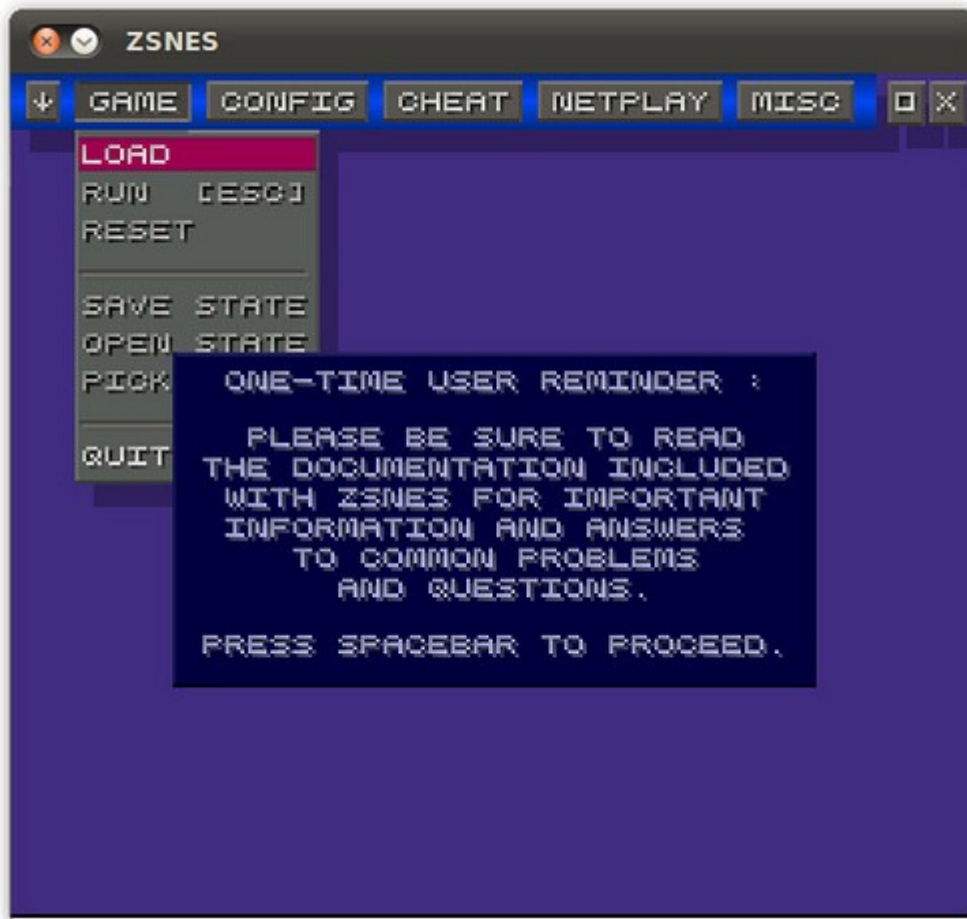 ZSNES
GAME CONFIG CHEAT NETPLAY MISC
LOAD
RUN [ESC]
RESET
SAVE STATE
OPEN STATE
PICK
QUIT
ONE-TIME USER REMINDER :
PLEASE BE SURE TO READ
THE DOCUMENTATION INCLUDED
WITH ZSNES FOR IMPORTANT
INFORMATION AND ANSWERS
TO COMMON PROBLEMS
AND QUESTIONS.
PRESS SPACEBAR TO PROCEED.